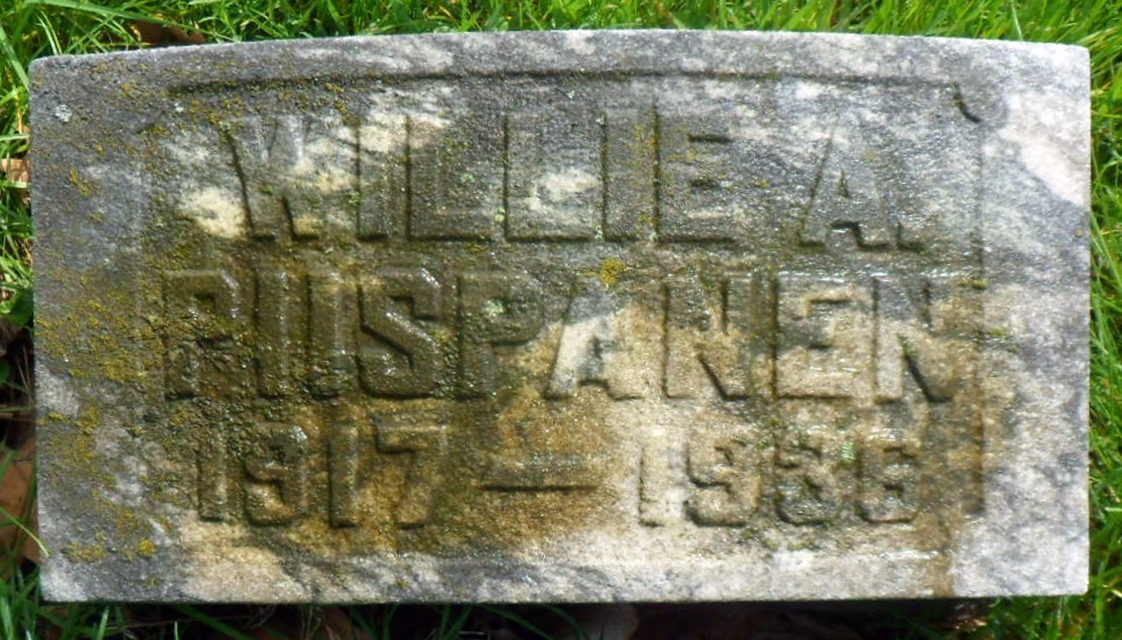 WILLIE A.
RIISPANEN
1917 — 1936